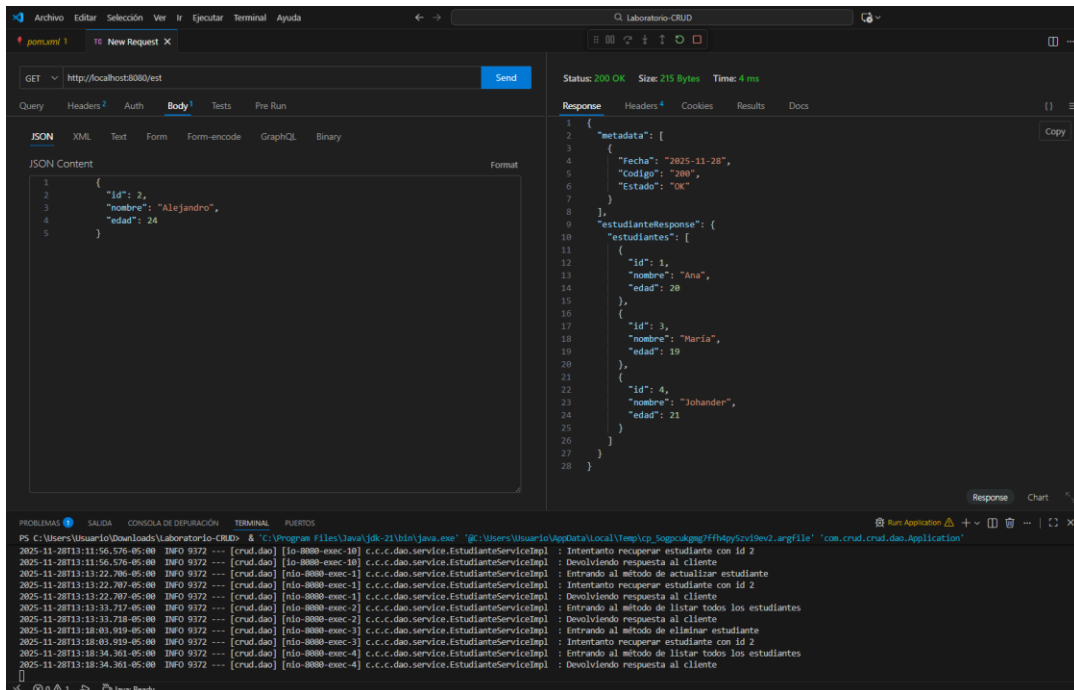 Archivo Editar Selección Ver Ir Ejecutar Terminal Ayuda
Laboratorio-CRUD
pom.xml 1
TC New Request
GET http://localhost:8080/est Send
Query Headers 2 Auth Body 1 Tests Pre Run
JSON XML Text Form Form-encode GraphQL Binary
JSON Content Format
1 {
2 "id": 2,
3 "nombre": "Alejandro",
4 "edad": 24
5 }
Status: 200 OK Size: 215 Bytes Time: 4 ms
Response Headers 4 Cookies Results Docs
Copy
1 {
2 "metadata": [
3 {
4 "Fecha": "2025-11-28",
5 "Codigo": "200",
6 "Estado": "OK"
7 }
8 ],
9 "estudianteResponse": {
10 "estudiantes": [
11 {
12 "id": 1,
13 "nombre": "Ana",
14 "edad": 20
15 },
16 {
17 "id": 3,
18 "nombre": "María",
19 "edad": 19
20 },
21 {
22 "id": 4,
23 "nombre": "Johander",
24 "edad": 21
25 }
26 ]
27 }
28 }
Response Chart
PROBLEMAS 1 SALIDA CONSOLA DE DEPURACIÓN TERMINAL PUERTOS
Run: Application
PS C:\Users\Usuario\Downloads\Laboratorio-CRUD> & 'C:\Program Files\Java\jdk-21\bin\java.exe' 'com.crud.crud.dao.Application'
2025-11-28T13:11:56.576-05:00 INFO 9372 --- [crud.dao] [io-8080-exec-10] c.c.c.dao.service.EstudianteServiceImpl : Intentanto recuperar estudiante con id 2
2025-11-28T13:11:56.576-05:00 INFO 9372 --- [crud.dao] [io-8080-exec-10] c.c.c.dao.service.EstudianteServiceImpl : Devolviendo respuesta al cliente
2025-11-28T13:13:22.706-05:00 INFO 9372 --- [crud.dao] [nio-8080-exec-1] c.c.c.dao.service.EstudianteServiceImpl : Entrando al método de actualizar estudiante
2025-11-28T13:13:22.707-05:00 INFO 9372 --- [crud.dao] [nio-8080-exec-1] c.c.c.dao.service.EstudianteServiceImpl : Intentanto recuperar estudiante con id 2
2025-11-28T13:13:22.707-05:00 INFO 9372 --- [crud.dao] [nio-8080-exec-1] c.c.c.dao.service.EstudianteServiceImpl : Devolviendo respuesta al cliente
2025-11-28T13:13:33.717-05:00 INFO 9372 --- [crud.dao] [nio-8080-exec-2] c.c.c.dao.service.EstudianteServiceImpl : Entrando al método de listar todos los estudiantes
2025-11-28T13:13:33.718-05:00 INFO 9372 --- [crud.dao] [nio-8080-exec-2] c.c.c.dao.service.EstudianteServiceImpl : Devolviendo respuesta al cliente
2025-11-28T13:18:03.919-05:00 INFO 9372 --- [crud.dao] [nio-8080-exec-3] c.c.c.dao.service.EstudianteServiceImpl : Entrando al método de eliminar estudiante
2025-11-28T13:18:03.919-05:00 INFO 9372 --- [crud.dao] [nio-8080-exec-3] c.c.c.dao.service.EstudianteServiceImpl : Intentanto recuperar estudiante con id 2
2025-11-28T13:18:34.361-05:00 INFO 9372 --- [crud.dao] [nio-8080-exec-4] c.c.c.dao.service.EstudianteServiceImpl : Entrando al método de listar todos los estudiantes
2025-11-28T13:18:34.361-05:00 INFO 9372 --- [crud.dao] [nio-8080-exec-4] c.c.c.dao.service.EstudianteServiceImpl : Devolviendo respuesta al cliente
0 1 Java: Ready